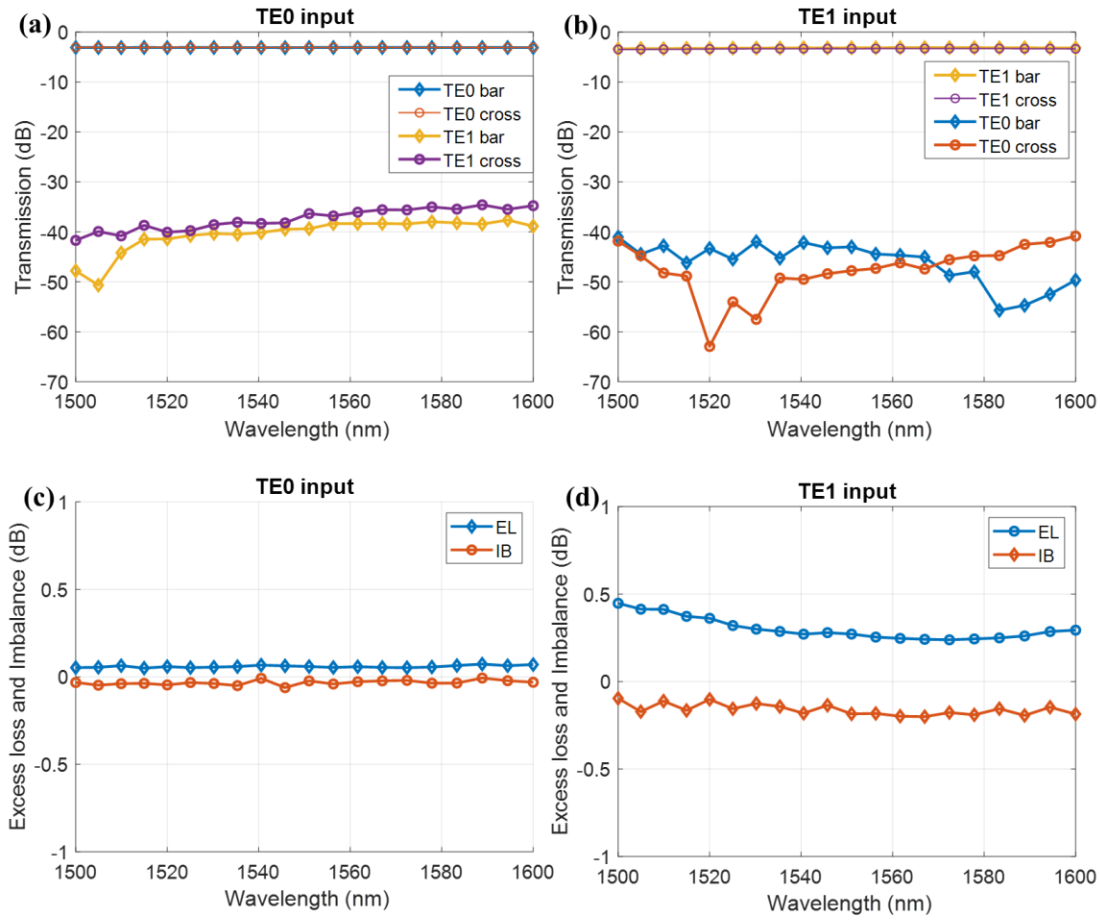 (a)
TE0 input
0
-10
-20
-30
-40
-50
-60
-70
Transmission (dB)
TE0 bar
TE0 cross
TE1 bar
TE1 cross
1500
1520
1540
1560
1580
1600
Wavelength (nm)
(b)
TE1 input
0
-10
-20
-30
-40
-50
-60
-70
Transmission (dB)
TE1 bar
TE1 cross
TE0 bar
TE0 cross
1500
1520
1540
1560
1580
1600
Wavelength (nm)
(c)
TE0 input
1
0.5
0
-0.5
-1
Excess loss and Imbalance (dB)
EL
IB
1500
1520
1540
1560
1580
1600
Wavelength (nm)
(d)
TE1 input
1
0.5
0
-0.5
-1
Excess loss and Imbalance (dB)
EL
IB
1500
1520
1540
1560
1580
1600
Wavelength (nm)